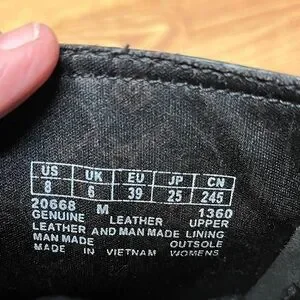 US UK EU JP CN
8 6 39 25 245
20668 M 1360
GENUINE LEATHER UPPER
LEATHER AND MAN MADE LINING
MAN MADE OUTSOLE
MADE IN VIETNAM WOMENS